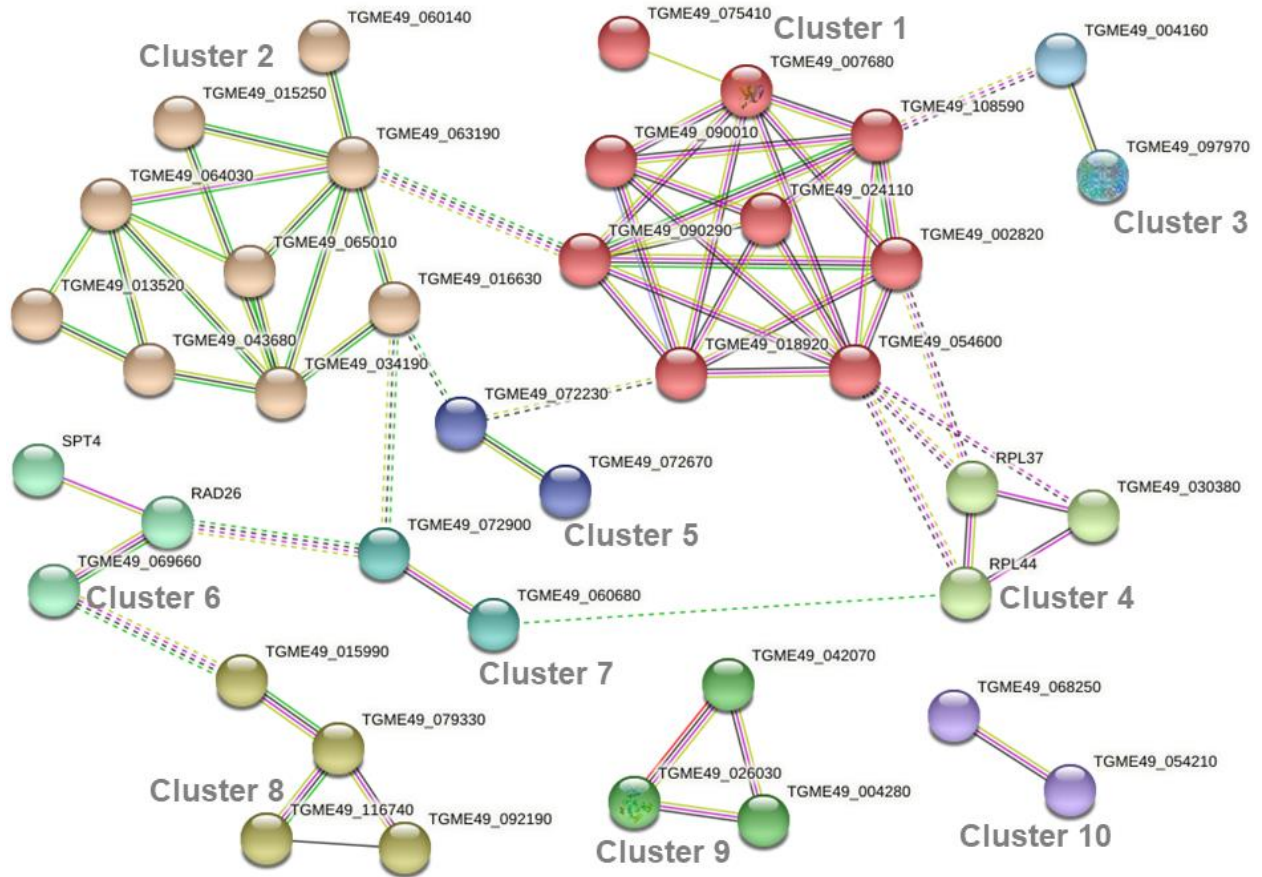 TGME49_060140
Cluster 2
TGME49_015250
TGME49_063190
TGME49_064030
TGME49_065010
TGME49_016630
TGME49_013520
TGME49_043680
TGME49_034190
TGME49_075410
Cluster 1
TGME49_007680
TGME49_108590
TGME49_090010
TGME49_024110
TGME49_090290
TGME49_002820
TGME49_018920
TGME49_054600
TGME49_004160
TGME49_097970
Cluster 3
TGME49_072230
TGME49_072670
Cluster 5
RPL37
TGME49_030380
RPL44
Cluster 4
SPT4
RAD26
TGME49_069660
Cluster 6
TGME49_072900
TGME49_060680
Cluster 7
TGME49_015990
TGME49_079330
Cluster 8
TGME49_116740
TGME49_092190
TGME49_042070
TGME49_026030
TGME49_004280
Cluster 9
TGME49_068250
TGME49_054210
Cluster 10